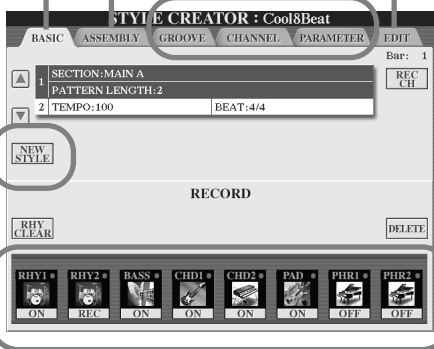 STYLE CREATOR : Cool8Beat
BASIC ASSEMBLY GROOVE CHANNEL PARAMETER EDIT
Bar: 1
1 SECTION:MAIN A
PATTERN LENGTH:2
REC CH
2 TEMPO:100 BEAT:4/4
NEW STYLE
RECORD
RHY CLEAR
DELETE
RHY1 RHY2 BASS CHD1 CHD2 PAD PHR1 PHR2
ON REC ON ON ON ON OFF OFF